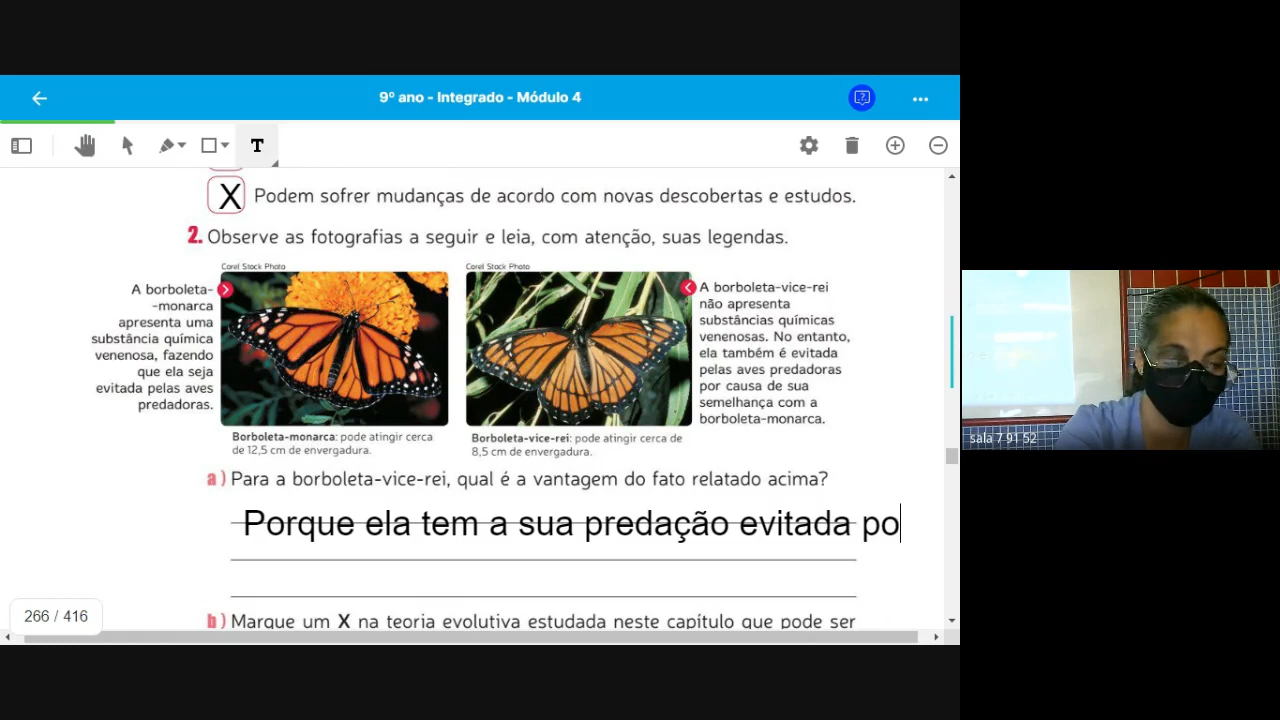 9º ano - Integrado - Módulo 4
T
X Podem sofrer mudanças de acordo com novas descobertas e estudos.
2. Observe as fotografias a seguir e leia, com atenção, suas legendas.
Corel Stock Photo
Corel Stock Photo
A borboleta-
-monarca
apresenta uma
substância química
venenosa, fazendo
que ela seja
evitada pelas aves
predadoras.
A borboleta-vice-rei
não apresenta
substâncias químicas
venenosas. No entanto,
ela também é evitada
pelas aves predadoras
por causa de sua
semelhança com a
borboleta-monarca.
Borboleta-monarca: pode atingir cerca
de 12,5 cm de envergadura.
Borboleta-vice-rei: pode atingir cerca de
8,5 cm de envergadura.
a) Para a borboleta-vice-rei, qual é a vantagem do fato relatado acima?
Porque ela tem a sua predação evitada po
b) Marque um X na teoria evolutiva estudada neste capítulo que pode ser
266 / 416
sala 7 91 52